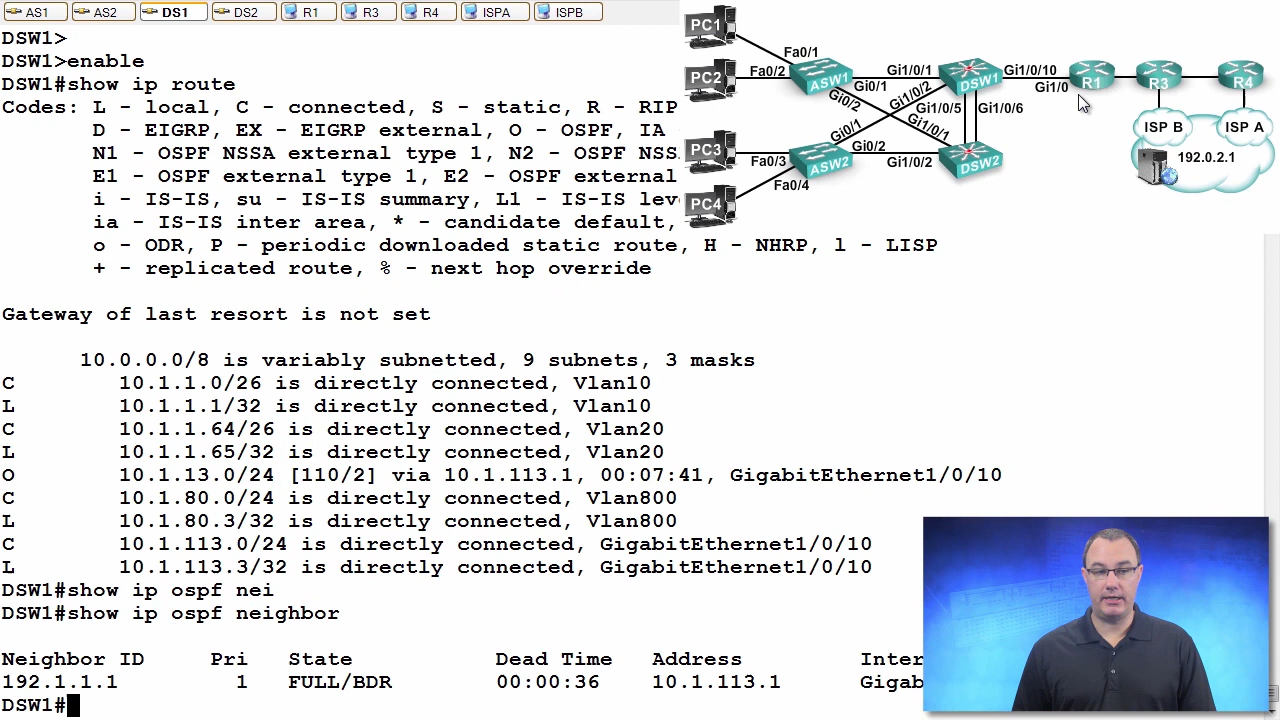 AS1 AS2 DS1 DS2 R1 R3 R4 ISPA ISPB
DSW1>
DSW1>enable
DSW1#show ip route
Codes: L - local, C - connected, S - static, R - RIP
D - EIGRP, EX - EIGRP external, O - OSPF, IA
N1 - OSPF NSSA external type 1, N2 - OSPF NSS
E1 - OSPF external type 1, E2 - OSPF external
i - IS-IS, su - IS-IS summary, L1 - IS-IS lev
ia - IS-IS inter area, * - candidate default,
o - ODR, P - periodic downloaded static route, H - NHRP, l - LISP
+ - replicated route, % - next hop override
Gateway of last resort is not set
10.0.0.0/8 is variably subnetted, 9 subnets, 3 masks
C 10.1.1.0/26 is directly connected, Vlan10
L 10.1.1.1/32 is directly connected, Vlan10
C 10.1.1.64/26 is directly connected, Vlan20
L 10.1.1.65/32 is directly connected, Vlan20
O 10.1.13.0/24 [110/2] via 10.1.113.1, 00:07:41, GigabitEthernet1/0/10
C 10.1.80.0/24 is directly connected, Vlan800
L 10.1.80.3/32 is directly connected, Vlan800
C 10.1.113.0/24 is directly connected, GigabitEthernet1/0/10
L 10.1.113.3/32 is directly connected, GigabitEthernet1/0/10
DSW1#show ip ospf nei
DSW1#show ip ospf neighbor
Neighbor ID Pri State Dead Time Address Inter
192.1.1.1 1 FULL/BDR 00:00:36 10.1.113.1 Gigab
DSW1#
PC1
Fa0/1
PC2
Fa0/2
ASW1
Gi0/1
Gi0/2
Gi1/0/1
Gi1/0/2
DSW1
Gi1/0/10
Gi1/0
R1
R3
R4
Gi1/0/5
Gi1/0/6
Gi1/0/1
ISP B
ISP A
192.0.2.1
PC3
Fa0/3
ASW2
Gi0/1
Gi0/2
Gi1/0/2
DSW2
PC4
Fa0/4